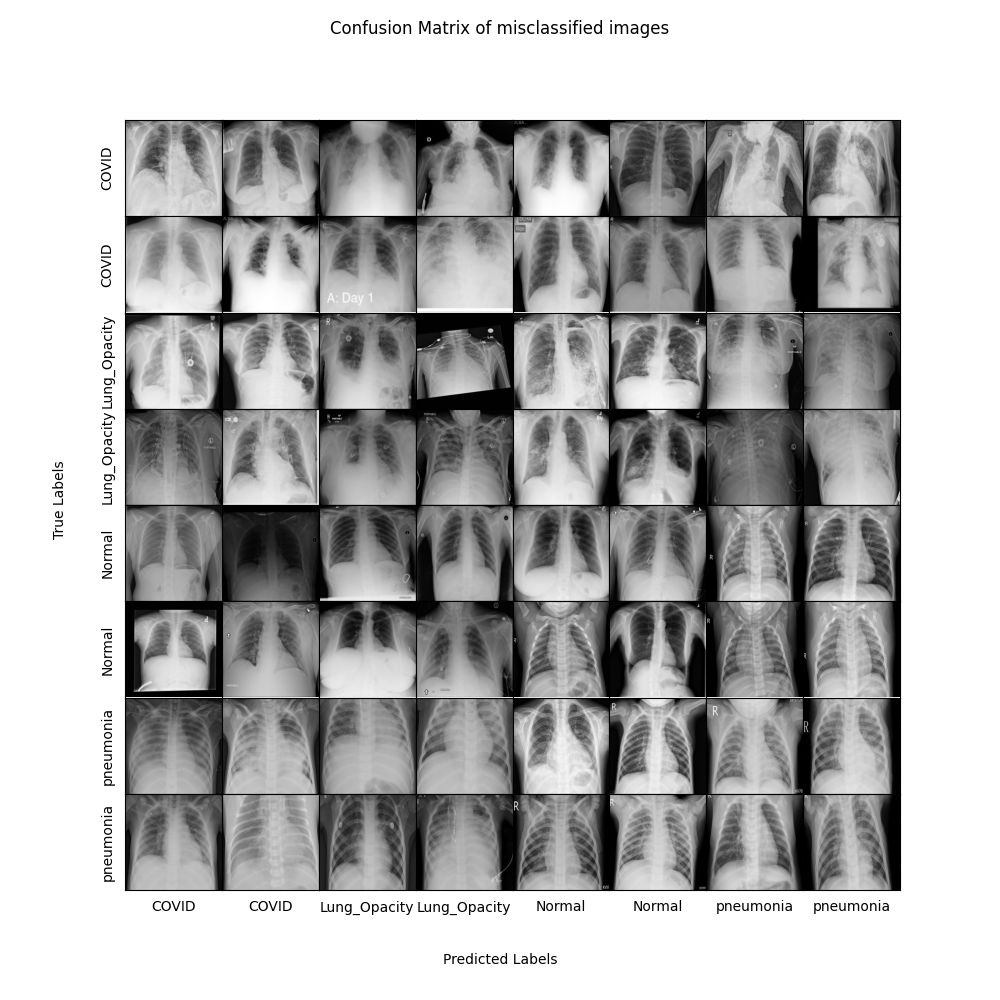 Confusion Matrix of misclassified images
COVID
COVID
A: Day 1
Lung_Opacity
R
Lung_Opacity
True Labels
Normal
R
Normal
R
pneumonia
R
R
R
R
pneumonia
R
R
COVID COVID Lung_Opacity Lung_Opacity Normal Normal pneumonia pneumonia
Predicted Labels